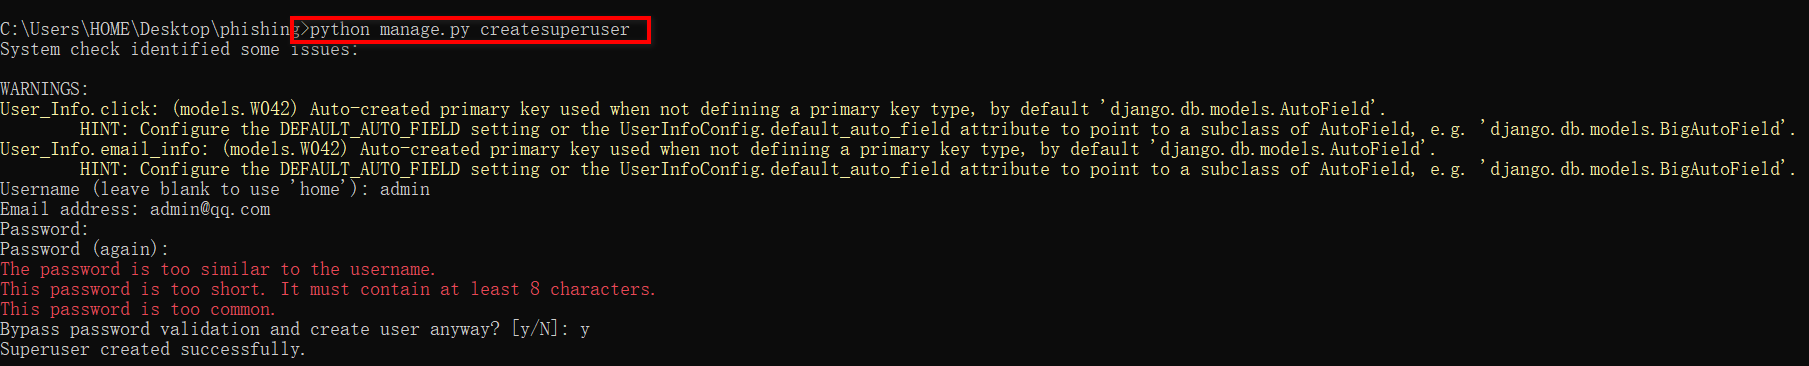 C:\Users\HOME\Desktop\phishing>python manage.py createsuperuser
System check identified some issues:
WARNINGS:
User_Info.click: (models.W042) Auto-created primary key used when not defining a primary key type, by default 'django.db.models.AutoField'.
HINT: Configure the DEFAULT_AUTO_FIELD setting or the UserInfoConfig.default_auto_field attribute to point to a subclass of AutoField, e.g. 'django.db.models.BigAutoField'.
User_Info.email_info: (models.W042) Auto-created primary key used when not defining a primary key type, by default 'django.db.models.AutoField'.
HINT: Configure the DEFAULT_AUTO_FIELD setting or the UserInfoConfig.default_auto_field attribute to point to a subclass of AutoField, e.g. 'django.db.models.BigAutoField'.
Username (leave blank to use 'home'): admin
Email address: admin@qq.com
Password:
Password (again):
The password is too similar to the username.
This password is too short. It must contain at least 8 characters.
This password is too common.
Bypass password validation and create user anyway? [y/N]: y
Superuser created successfully.